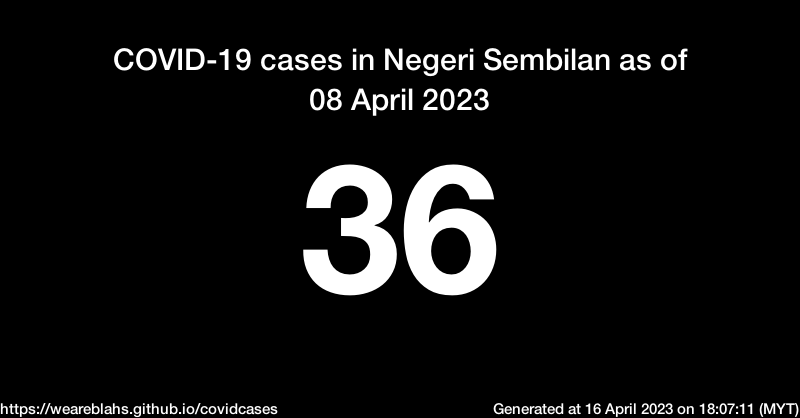 COVID-19 cases in Negeri Sembilan as of
08 April 2023
36
https://weareblahs.github.io/covidcases
Generated at 16 April 2023 on 18:07:11 (MYT)